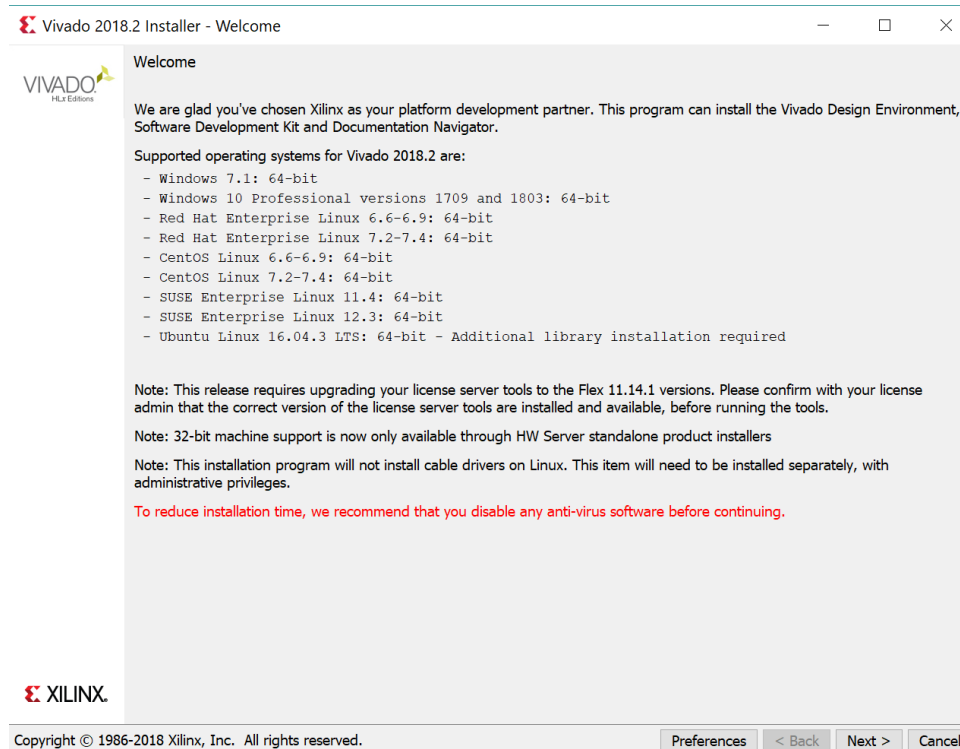 Vivado 2018.2 Installer - Welcome
VIVADO
HLx Editions
Welcome
We are glad you've chosen Xilinx as your platform development partner. This program can install the Vivado Design Environment,
Software Development Kit and Documentation Navigator.
Supported operating systems for Vivado 2018.2 are:
- Windows 7.1: 64-bit
- Windows 10 Professional versions 1709 and 1803: 64-bit
- Red Hat Enterprise Linux 6.6-6.9: 64-bit
- Red Hat Enterprise Linux 7.2-7.4: 64-bit
- CentOS Linux 6.6-6.9: 64-bit
- CentOS Linux 7.2-7.4: 64-bit
- SUSE Enterprise Linux 11.4: 64-bit
- SUSE Enterprise Linux 12.3: 64-bit
- Ubuntu Linux 16.04.3 LTS: 64-bit - Additional library installation required
Note: This release requires upgrading your license server tools to the Flex 11.14.1 versions. Please confirm with your license
admin that the correct version of the license server tools are installed and available, before running the tools.
Note: 32-bit machine support is now only available through HW Server standalone product installers
Note: This installation program will not install cable drivers on Linux. This item will need to be installed separately, with
administrative privileges.
To reduce installation time, we recommend that you disable any anti-virus software before continuing.
XILINX.
Copyright © 1986-2018 Xilinx, Inc. All rights reserved.
Preferences < Back Next > Cancel